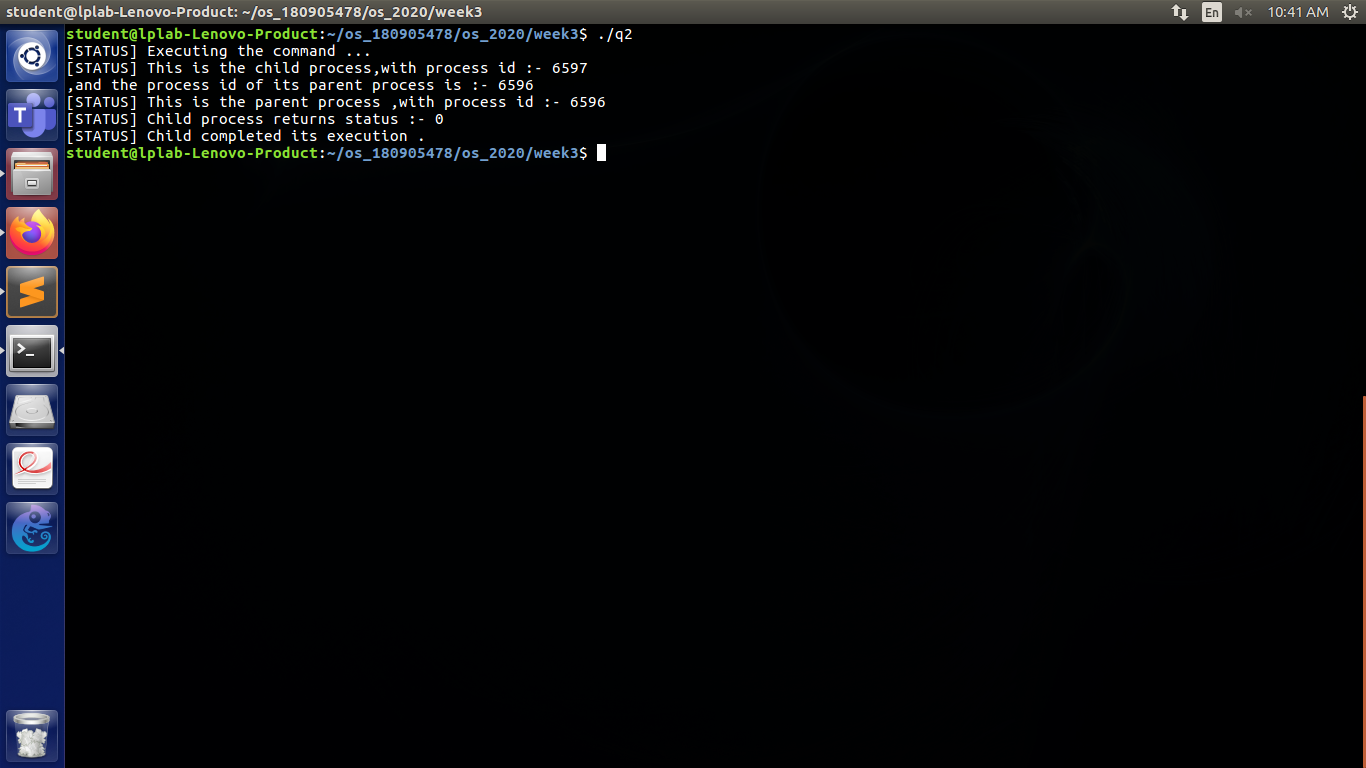 student@lplab-Lenovo-Product: ~/os_180905478/os_2020/week3
En
10:41 AM
student@lplab-Lenovo-Product:~/os_180905478/os_2020/week3$ ./q2
[STATUS] Executing the command ...
[STATUS] This is the child process,with process id :- 6597
,and the process id of its parent process is :- 6596
[STATUS] This is the parent process ,with process id :- 6596
[STATUS] Child process returns status :- 0
[STATUS] Child completed its execution .
student@lplab-Lenovo-Product:~/os_180905478/os_2020/week3$
T
>_